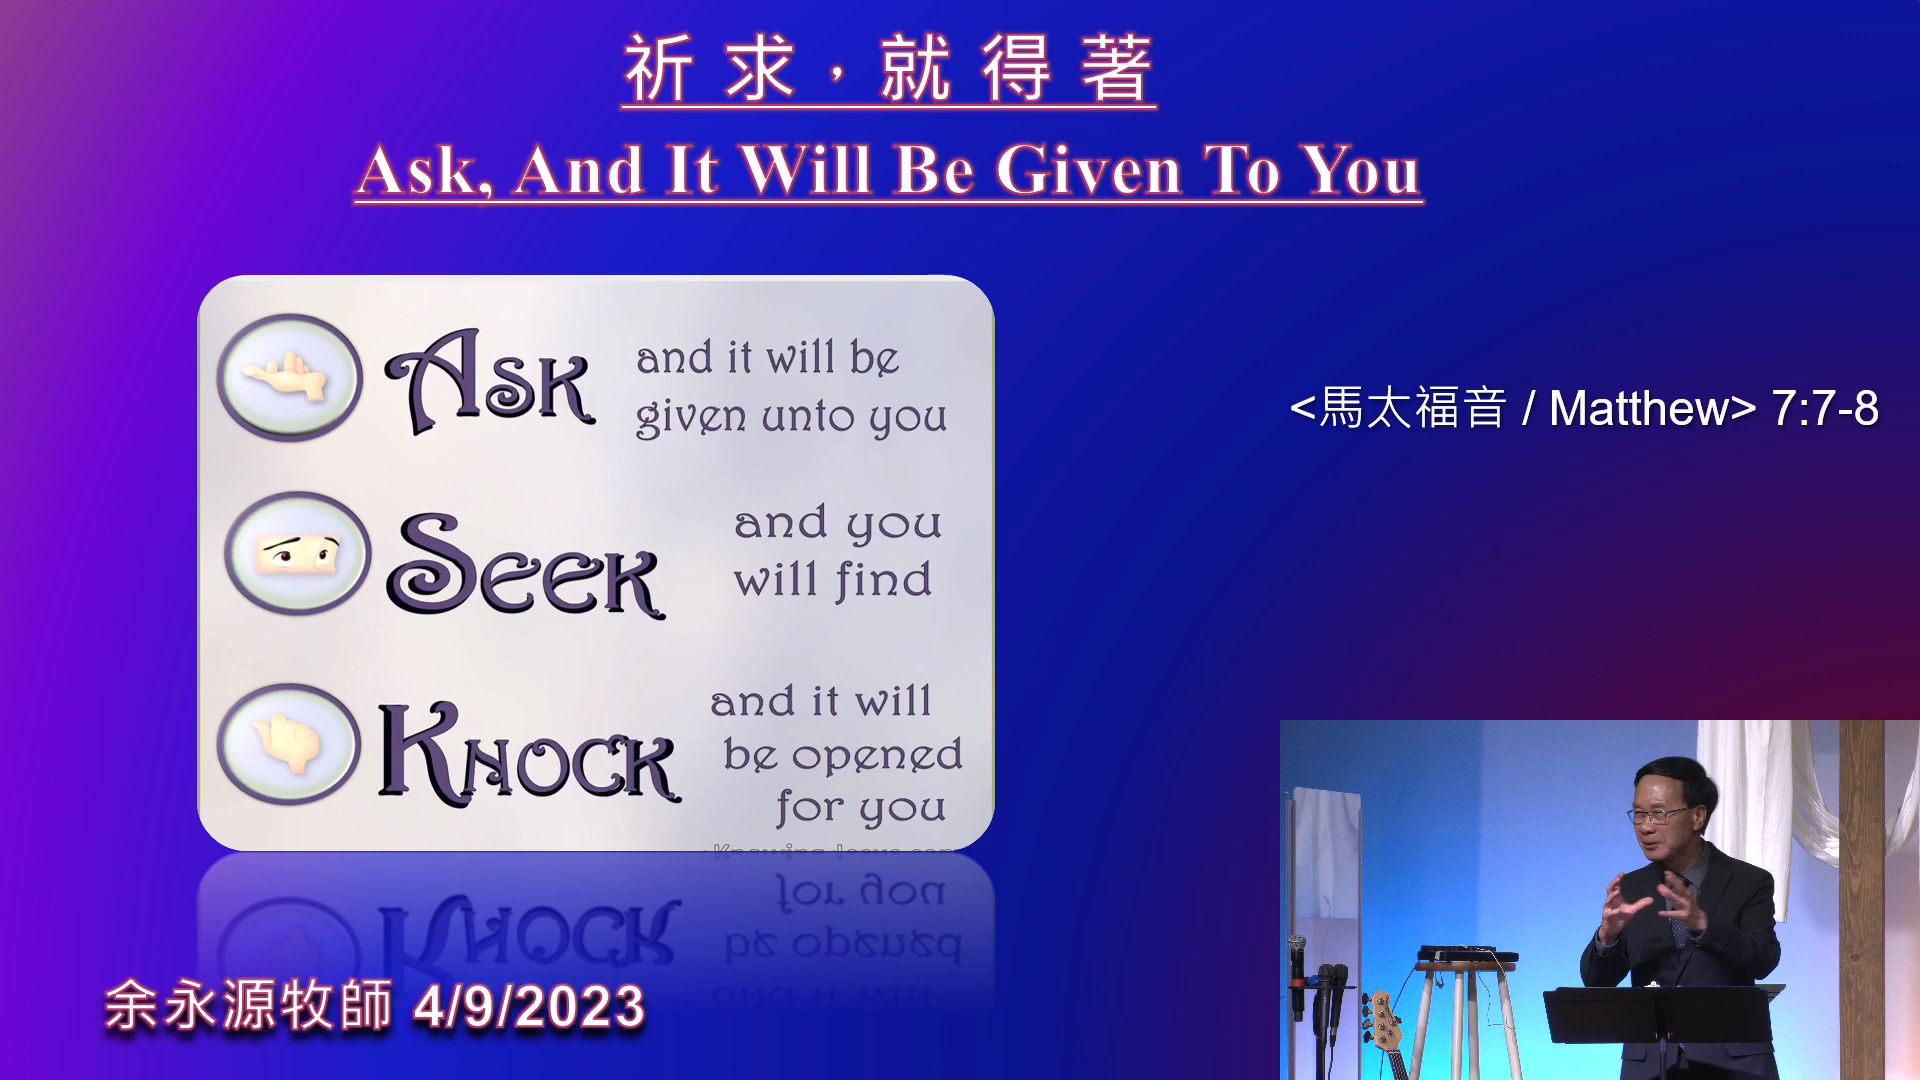 祈求，就得著
Ask, And It Will Be Given To You
Ask and it will be
given unto you
<馬太福音 / Matthew> 7:7-8
Seek and you
will find
Knock and it will
be opened
for you
余永源牧師 4/9/2023